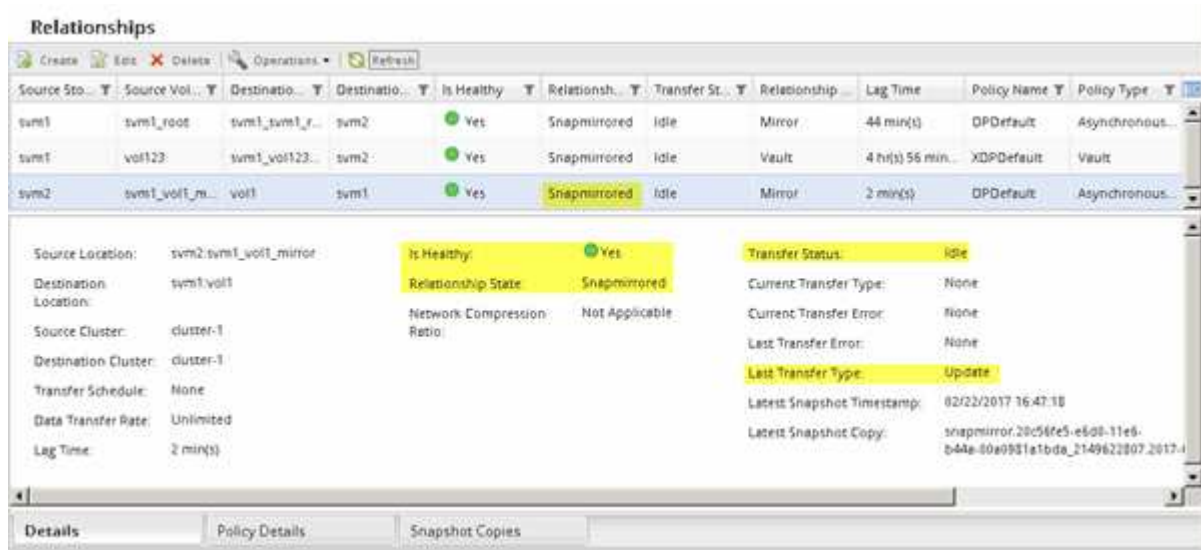 Relationships
Create Edit Delete Operations Refresh
Source Sto... Source Vol... Destinatio... Destinatio... Is Healthy Relationsh... Transfer St... Relationship ... Lag Time Policy Name Policy Type
svm1 svm1_root svm1_svm1_r... svm2 Yes Snapmirrored Idle Mirror 44 min(s) DPDefault Asynchronous...
svm1 vol123 svm1_vol123... svm2 Yes Snapmirrored Idle Vault 4 hr(s) 56 min... XDPDefault Vault
svm2 svm1_vol1_m... vol1 svm1 Yes Snapmirrored Idle Mirror 2 min(s) DPDefault Asynchronous...
Source Location: svm2:svm1_vol1_mirror
Destination Location: svm1:vol1
Source Cluster: cluster-1
Destination Cluster: cluster-1
Transfer Schedule: None
Data Transfer Rate: Unlimited
Lag Time: 2 min(s)
Is Healthy: Yes
Relationship State: Snapmirrored
Network Compression Ratio: Not Applicable
Transfer Status: Idle
Current Transfer Type: None
Current Transfer Error: None
Last Transfer Error: None
Last Transfer Type: Update
Latest Snapshot Timestamp: 02/22/2017 16:47:18
Latest Snapshot Copy: snapmirror.20c56fe5-e6d0-11e6-
b44a-00a0981a1bda_2149622807.2017-
Details Policy Details Snapshot Copies